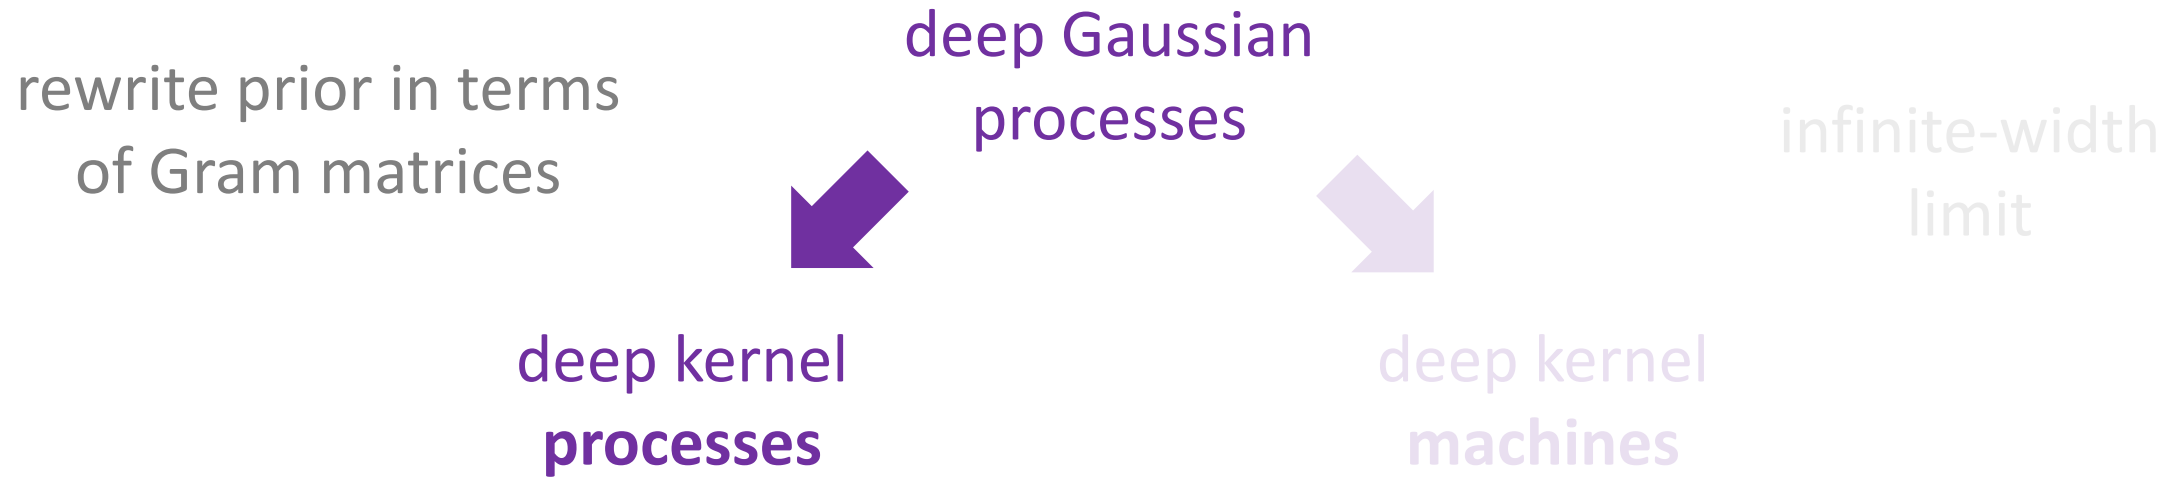 deep Gaussian
processes
rewrite prior in terms
of Gram matrices
infinite-width
limit
deep kernel
processes
deep kernel
machines